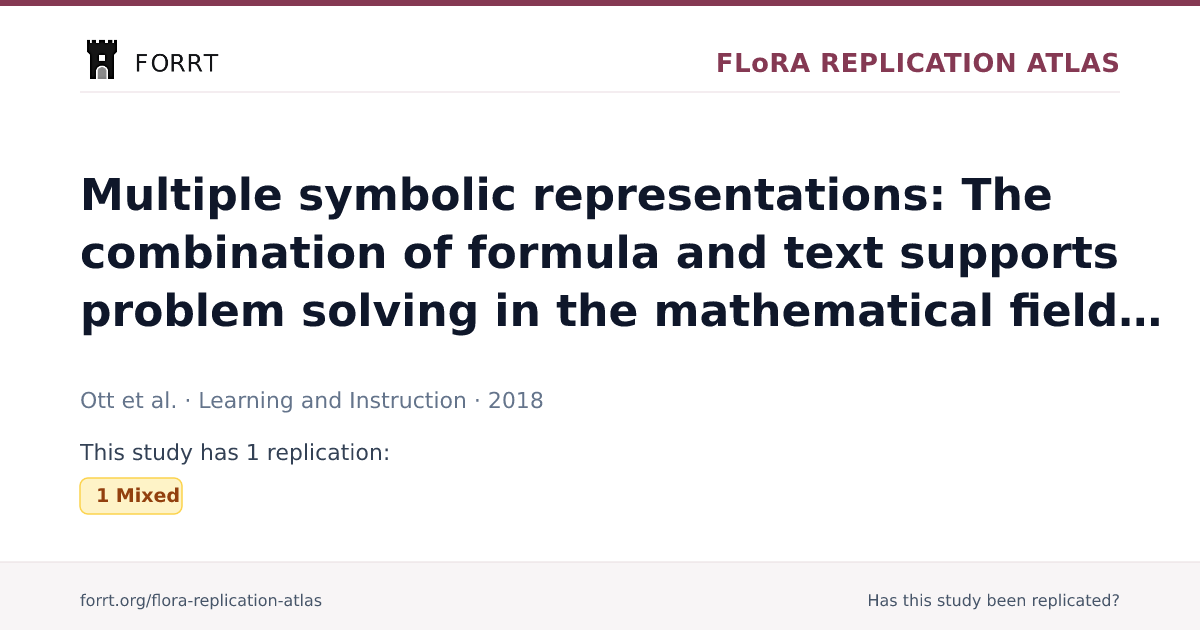 FORRT
FLoRA REPLICATION ATLAS
Multiple symbolic representations: The
combination of formula and text supports
problem solving in the mathematical field…
Ott et al. · Learning and Instruction · 2018
This study has 1 replication:
1 Mixed
forrt.org/flora-replication-atlas
Has this study been replicated?